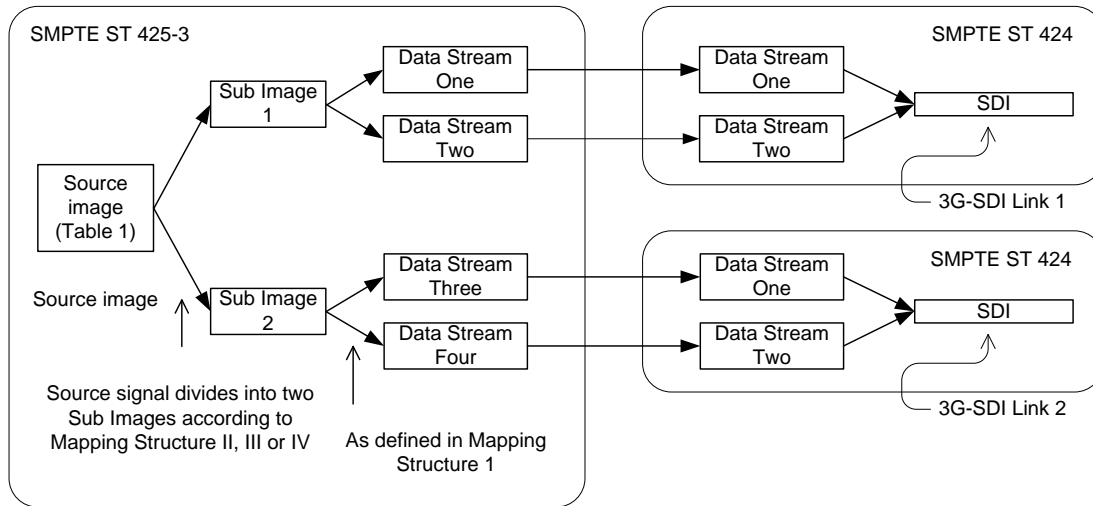 SMPTE ST 425-3
SMPTE ST 424
Data Stream
One
Data Stream
One
Sub Image
1
SDI
Data Stream
Two
Data Stream
Two
Source
image
(Table 1)
3G-SDI Link 1
SMPTE ST 424
Data Stream
Three
Data Stream
One
Source image
Sub Image
2
SDI
Data Stream
Four
Data Stream
Two
Source signal divides into two
Sub Images according to
Mapping Structure II, III or IV
As defined in Mapping
Structure 1
3G-SDI Link 2